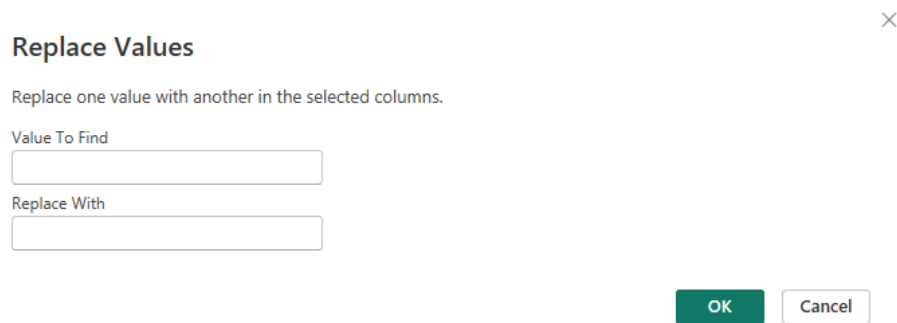 Replace Values
Replace one value with another in the selected columns.
Value To Find
Replace With
OK
Cancel